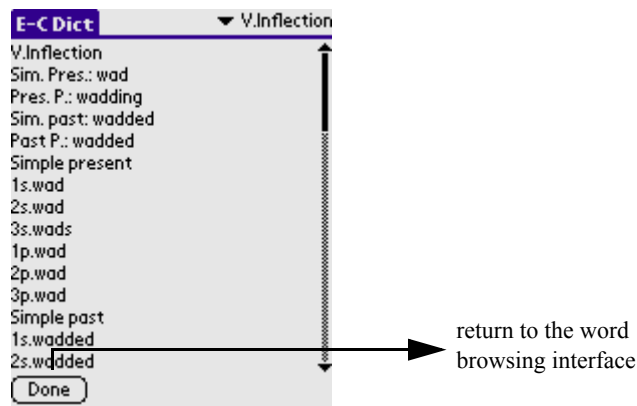 E-C Dict V.Inflection
V.Inflection
Sim. Pres.: wad
Pres. P.: wadding
Sim. past: wadded
Past P.: wadded
Simple present
1s.wad
2s.wad
3s.wads
1p.wad
2p.wad
3p.wad
Simple past
1s.wadded
2s.wadded
Done
return to the word
browsing interface